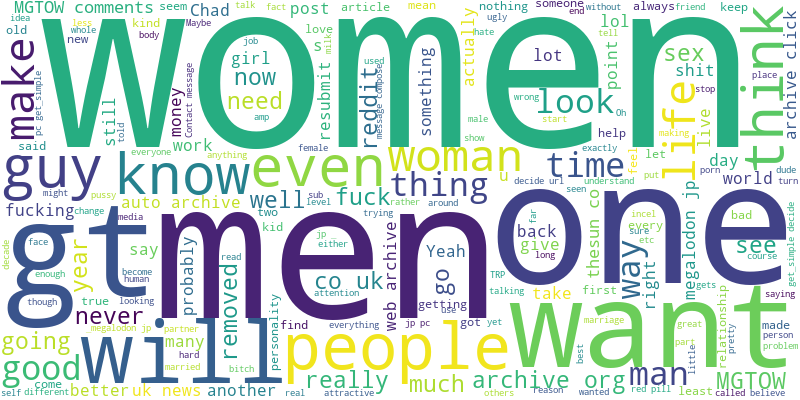 MGTOW comments
seem
kind
Chad
less
talk
fact
post
article
mean
nothing
someone
always
friend
idea
old
whole
new
body
Maybe
job
milk
love
lol
ugly
end
without
keep
make
women
girl
now
need
s
resubmit
reddit
used
hate
point
tell
actually
something
lot
sex
shit
look
wrong
Oh
place
stop
think
archive click
pc get_simple
still
told
money
Contact message
amp
message composed
male
start
show
exactly
help
life
live
said
everyone
work
anything
female
even
woman
time
day
let
feel
making
porn
dude
turn
guy
might
know
pussy
well
sub
level
fuck
thing
u
decide url
seen
understand
put
world
fucking
change
auto archive
two
trying
rather
around
gt
men
one
far
back
give
long
thesun co
way
sure
etc
right
incel
every
megalodon jp
bad
see
course
get_simple decide
decade
face
media
year
say
become
human
probably
kid
read
jp
either
co uk
attention
web archive
Yeah
go
TRP
talking
getting
use
take
first
gets
saying
enough
though
true
looking
never
removed
personality
find
everything
jp pc
got
yet
want
marriage
great
part
relationship
made
person
problem
going
megalodon jp
partner
many
hard
will
married
bitch
people
best
little
pretty
man
MGTOW
good
come
self
different
better
uk news
another
real
really
attractive
much
others
archive org
reason
wanted
red pill
least
called
believe